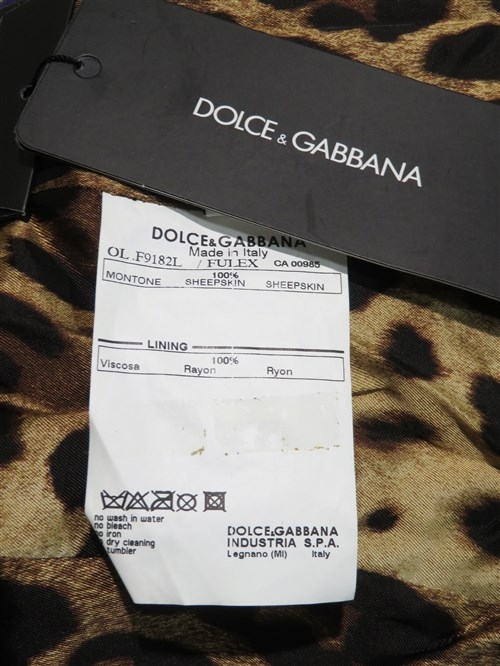 DOLCE & GABBANA
DOLCE&GABBANA
Made in Italy
OL.F9182L / FULEX CA 00985
100%
MONTONE SHEEPSKIN SHEEPSKIN
LINING
100%
Viscosa Rayon Ryon
no wash in water
no bleach
no iron
dry cleaning
tumbler
DOLCE&GABBANA
INDUSTRIA S.P.A.
Legnano (MI) Italy